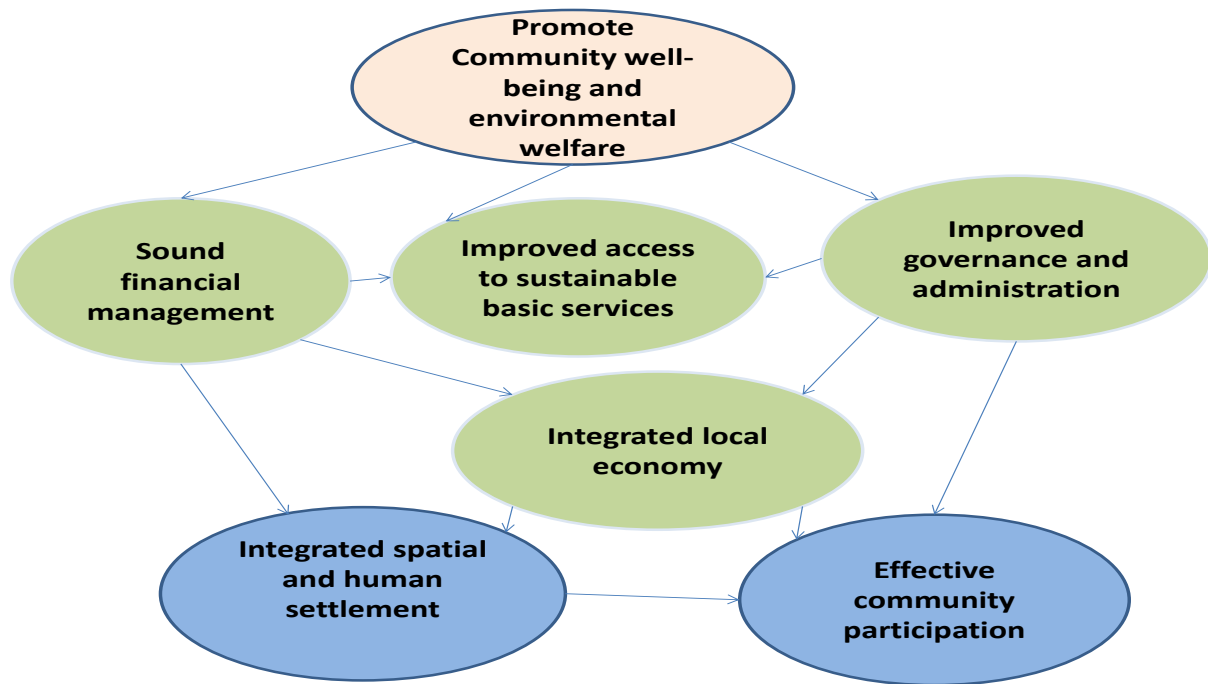 Promote
Community well-
being and
environmental
welfare
Sound
financial
management
Improved access
to sustainable
basic services
Improved
governance and
administration
Integrated local
economy
Integrated spatial
and human
settlement
Effective
community
participation